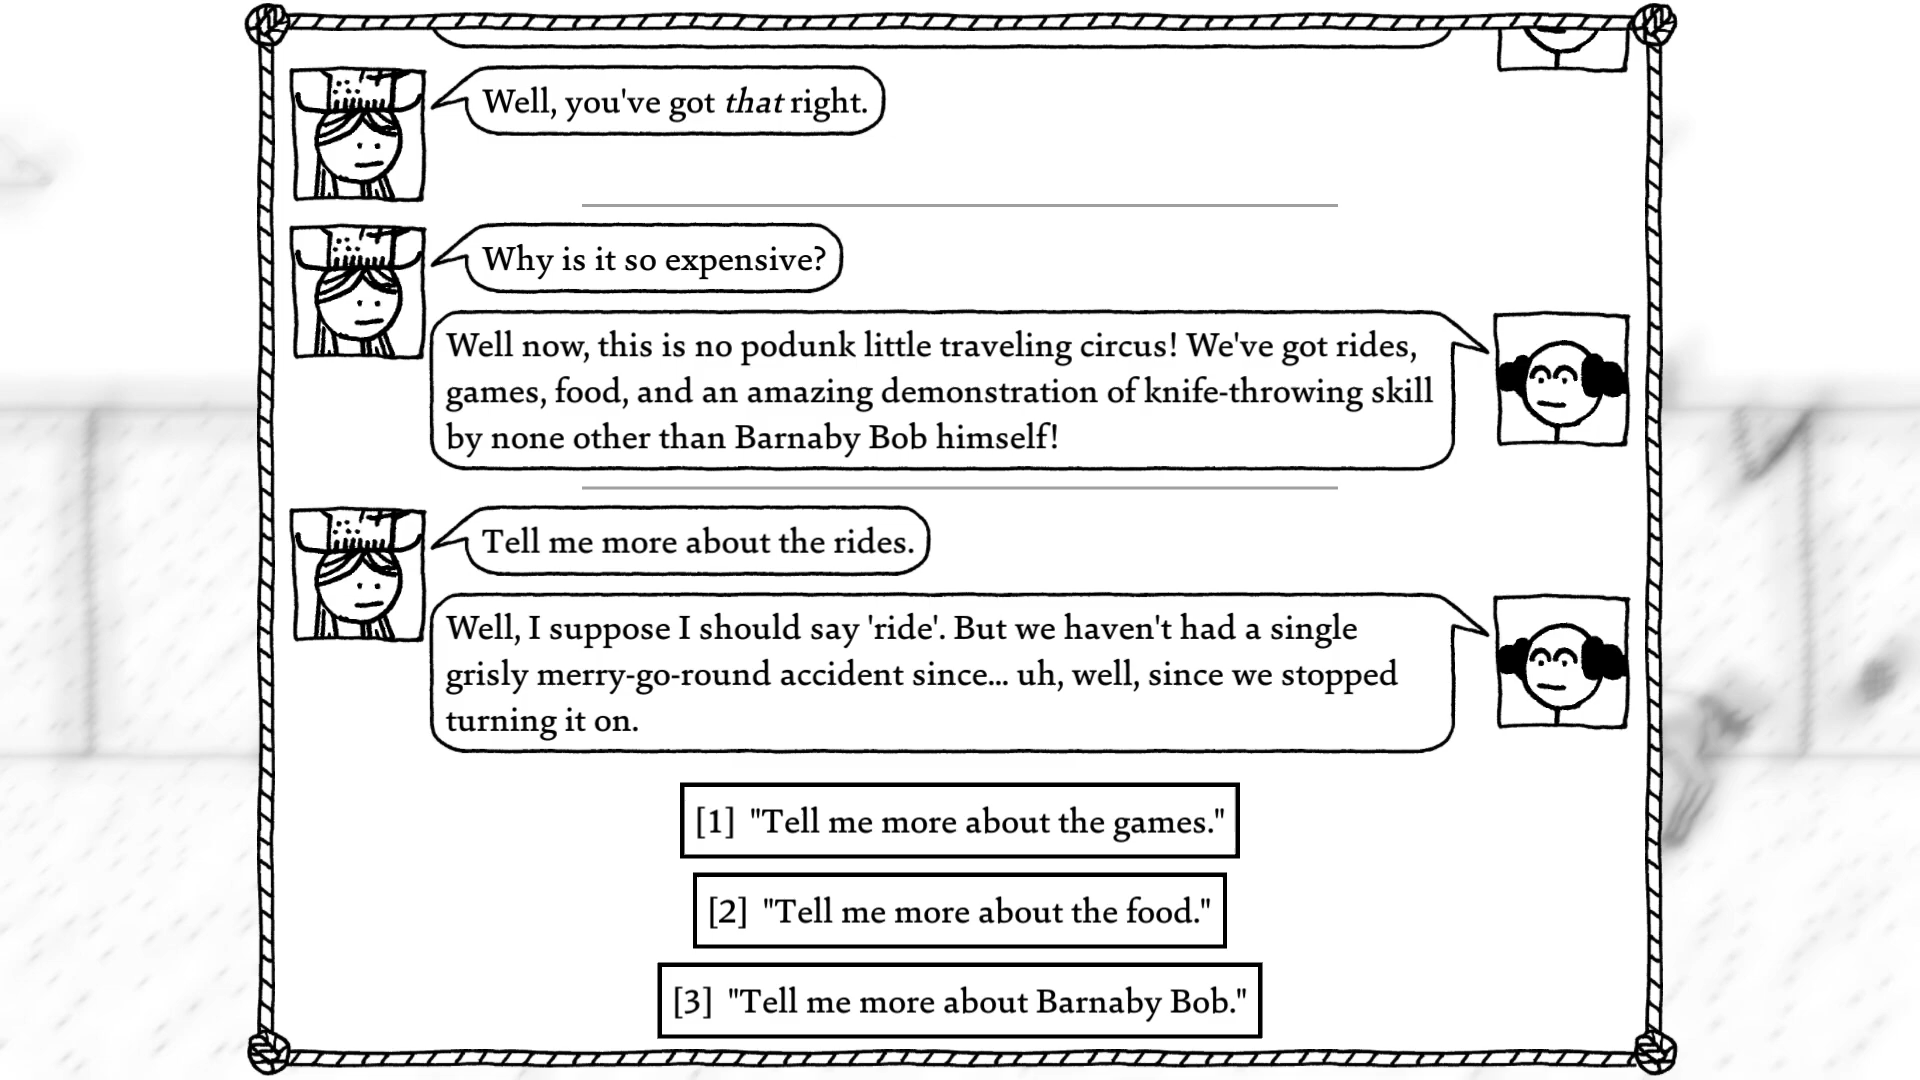 Well, you've got that right.
Why is it so expensive?
Well now, this is no podunk little traveling circus! We've got rides,
games, food, and an amazing demonstration of knife-throwing skill
by none other than Barnaby Bob himself!
Tell me more about the rides.
Well, I suppose I should say 'ride'. But we haven't had a single
grisly merry-go-round accident since... uh, well, since we stopped
turning it on.
[1] "Tell me more about the games."
[2] "Tell me more about the food."
[3] "Tell me more about Barnaby Bob."